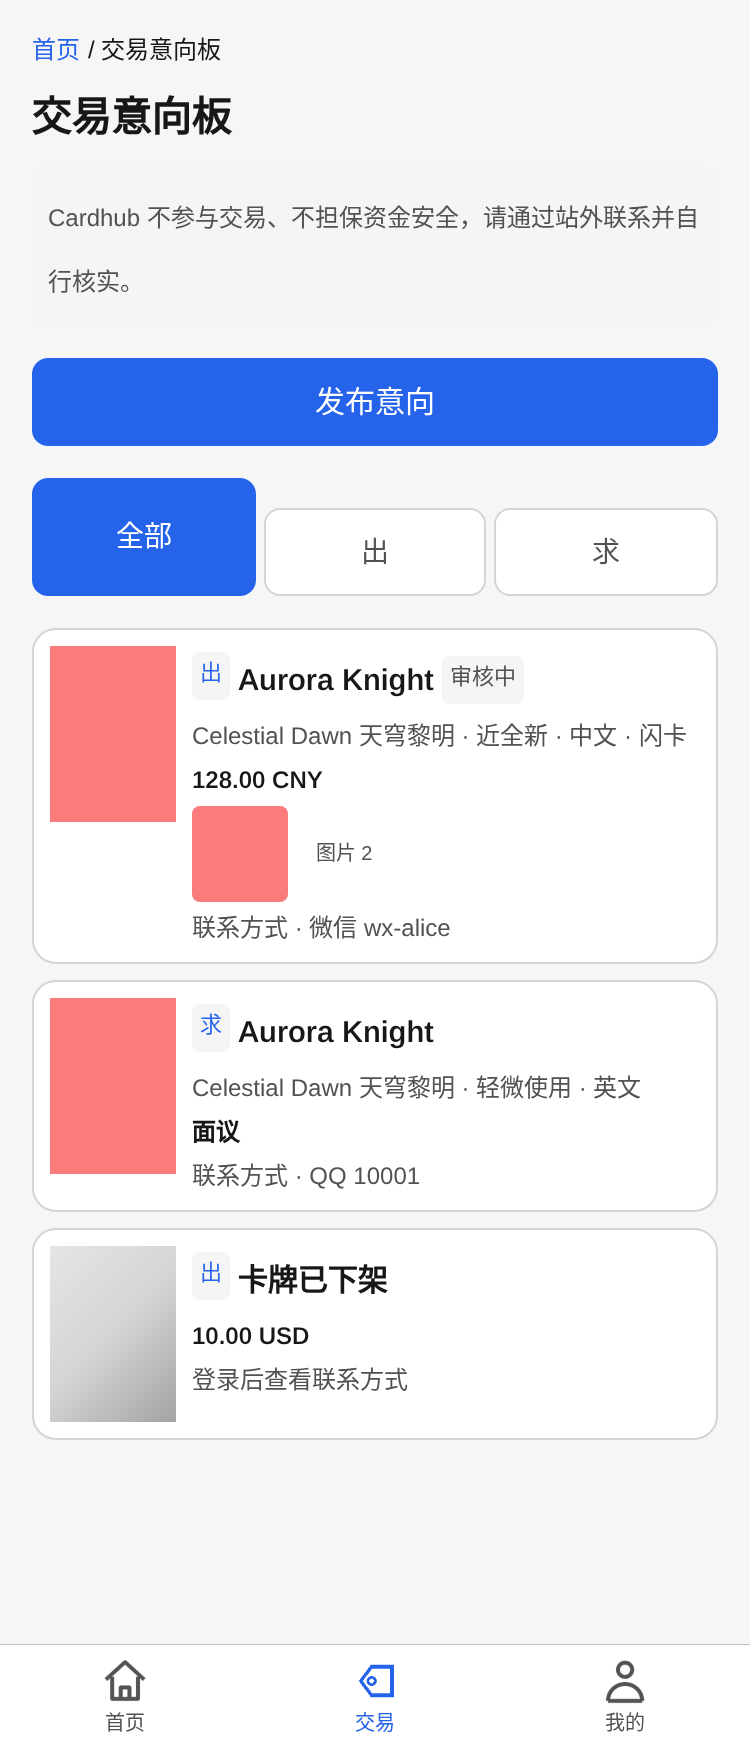 首页 / 交易意向板
交易意向板
Cardhub 不参与交易、不担保资金安全，请通过站外联系并自
行核实。
发布意向
全部
出
求
出 Aurora Knight 审核中
Celestial Dawn 天穹黎明 · 近全新 · 中文 · 闪卡
128.00 CNY
图片 2
联系方式 · 微信 wx-alice
求 Aurora Knight
Celestial Dawn 天穹黎明 · 轻微使用 · 英文
面议
联系方式 · QQ 10001
出 卡牌已下架
10.00 USD
登录后查看联系方式
首页
交易
我的